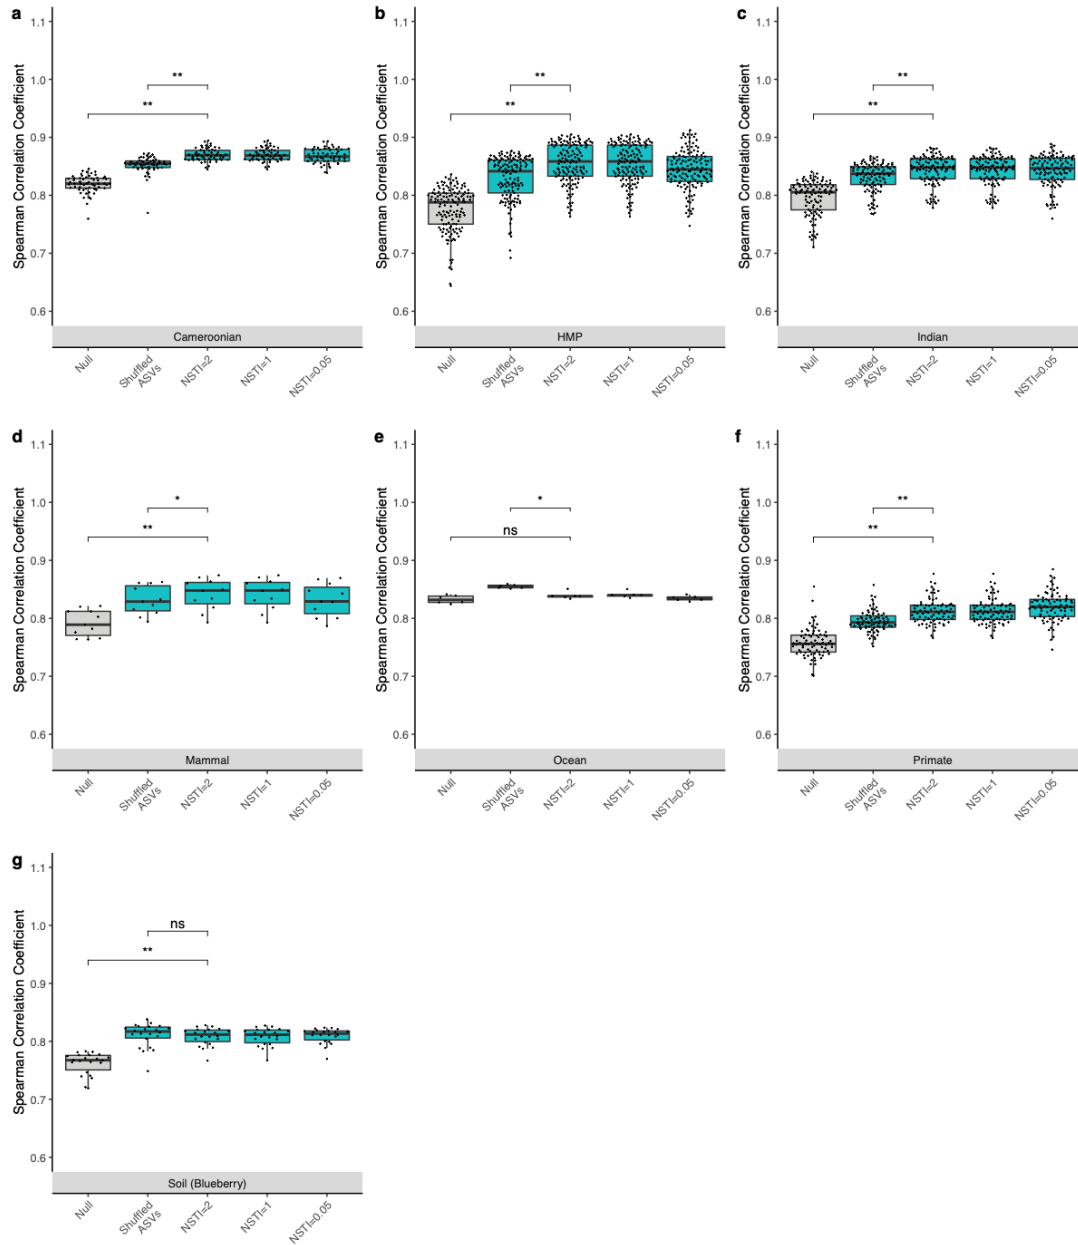 a
Spearman Correlation Coefficient
1.1
1.0
0.9
0.8
0.7
0.6
**
**
Cameroonian
Null
Shuffled
ASVs
NSTI=2
NSTI=1
NSTI=0.05
b
Spearman Correlation Coefficient
1.1
1.0
0.9
0.8
0.7
0.6
**
**
HMP
Null
Shuffled
ASVs
NSTI=2
NSTI=1
NSTI=0.05
c
Spearman Correlation Coefficient
1.1
1.0
0.9
0.8
0.7
0.6
**
**
Indian
Null
Shuffled
ASVs
NSTI=2
NSTI=1
NSTI=0.05
d
Spearman Correlation Coefficient
1.1
1.0
0.9
0.8
0.7
0.6
*
**
Mammal
Null
Shuffled
ASVs
NSTI=2
NSTI=1
NSTI=0.05
e
Spearman Correlation Coefficient
1.1
1.0
0.9
0.8
0.7
0.6
*
ns
Ocean
Null
Shuffled
ASVs
NSTI=2
NSTI=1
NSTI=0.05
f
Spearman Correlation Coefficient
1.1
1.0
0.9
0.8
0.7
0.6
**
**
Primate
Null
Shuffled
ASVs
NSTI=2
NSTI=1
NSTI=0.05
g
Spearman Correlation Coefficient
1.1
1.0
0.9
0.8
0.7
0.6
ns
**
Soil (Blueberry)
Null
Shuffled
ASVs
NSTI=2
NSTI=1
NSTI=0.05